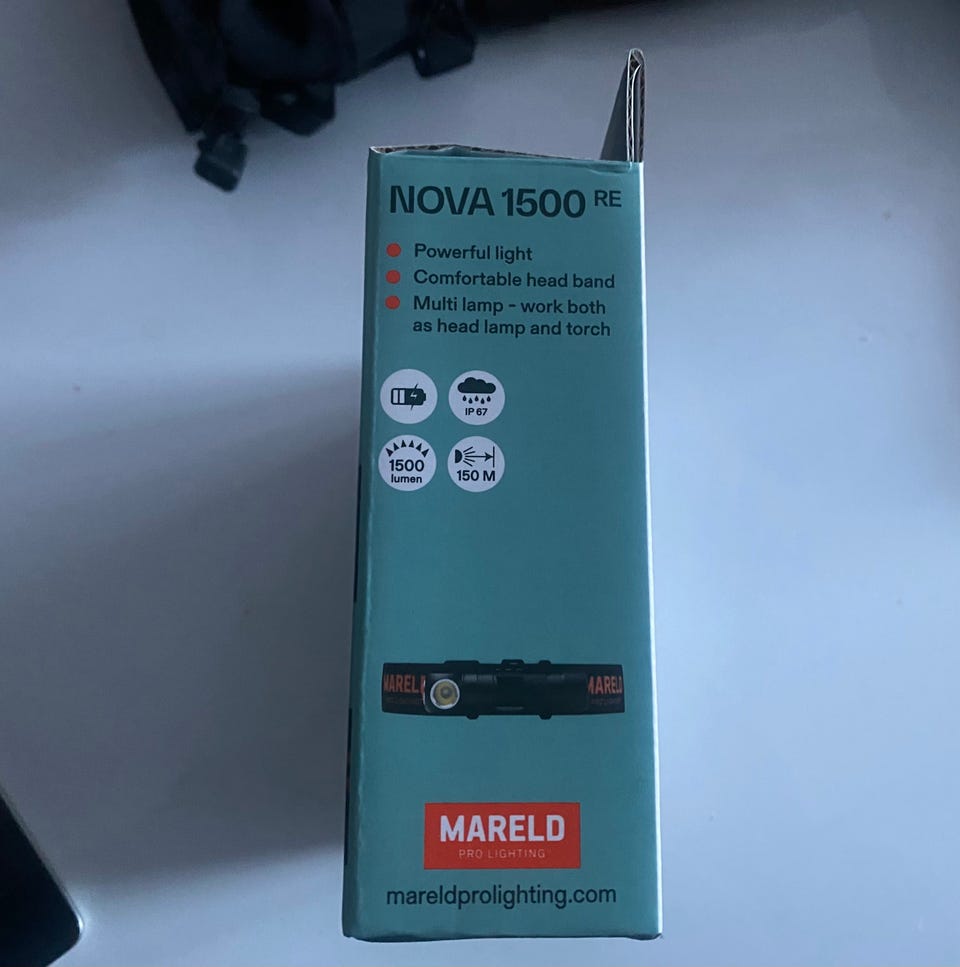 NOVA 1500 RE
Powerful light
Comfortable head band
Multi lamp - work both
as head lamp and torch
IP 67
1500
lumen
150 M
MARELD
MARELD
PRO LIGHTING
mareldprolighting.com